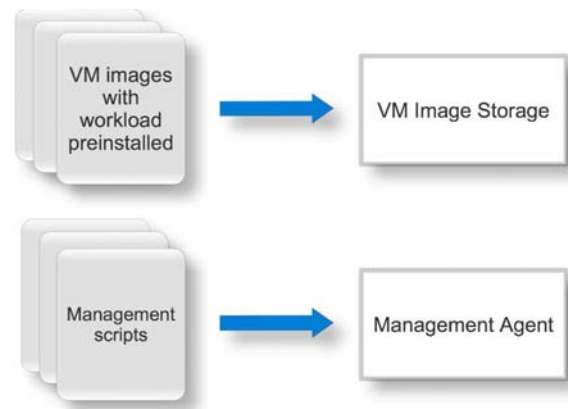 VM images
with
workload
preinstalled
VM Image Storage
Management
scripts
Management Agent